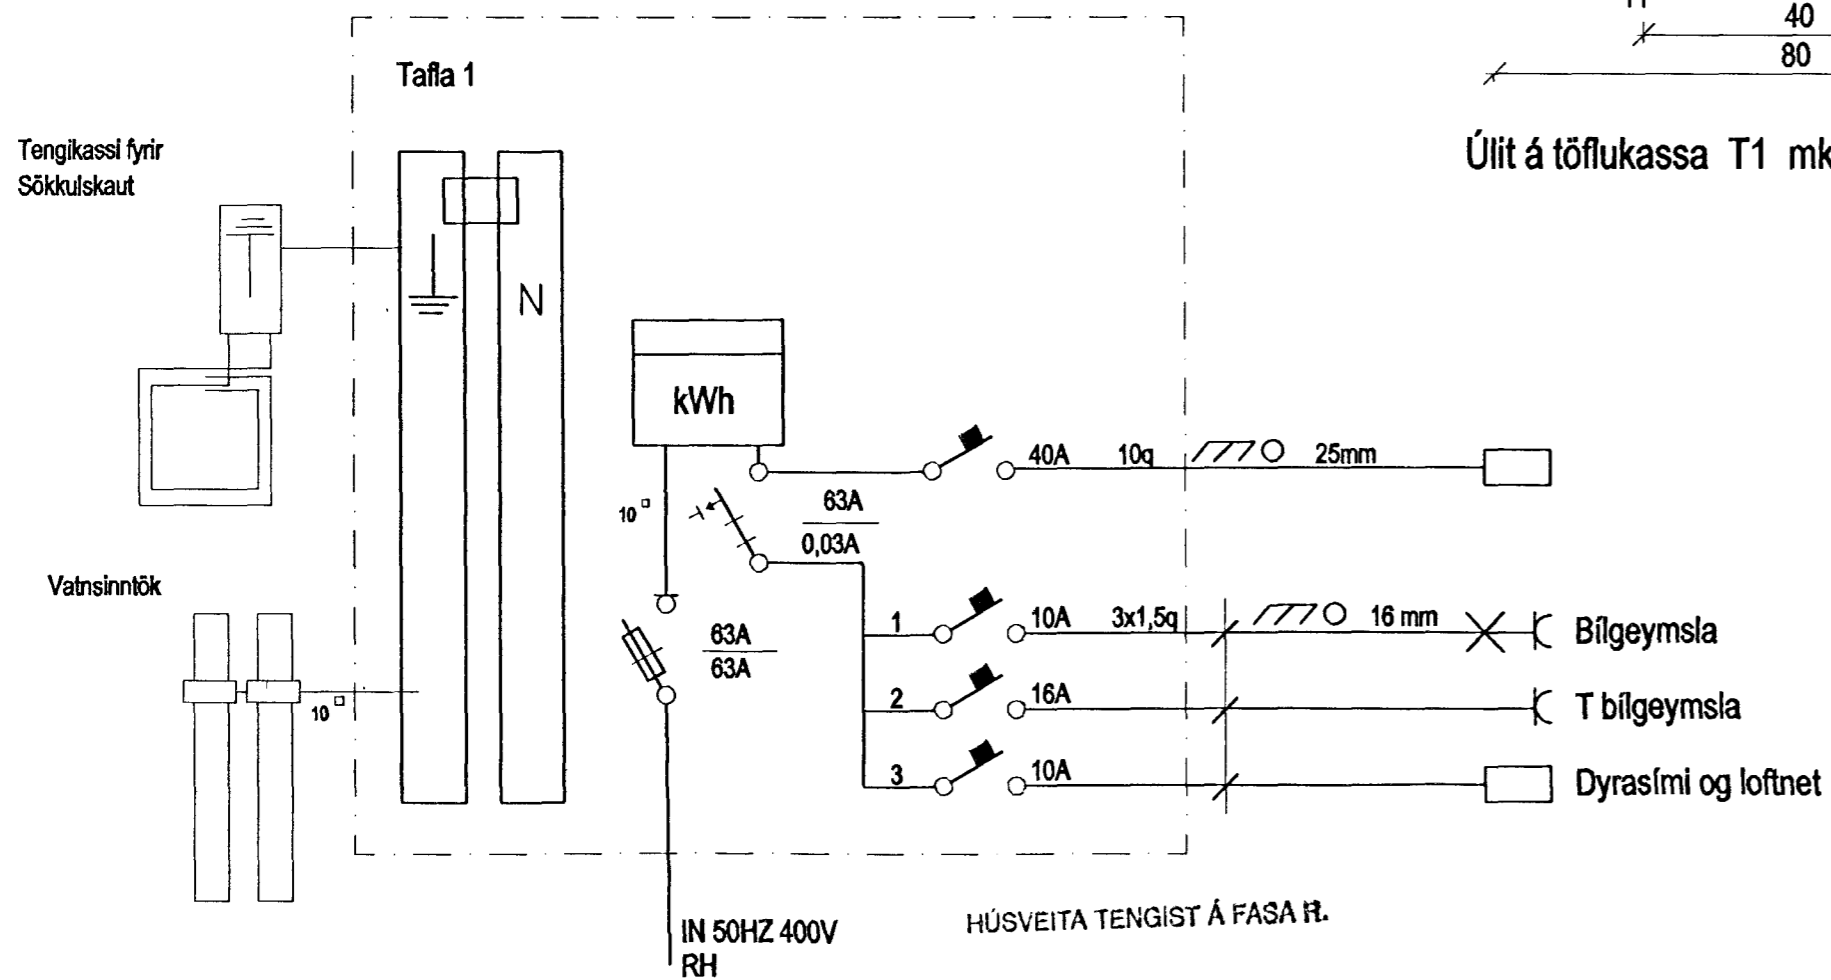 40
80
Tafla 1
Tengikassi fyrir
Sökkulskaut
Úlit á töflukassa T1 mk
N
kWh
40A 10q 25mm
10
63A
0,03A
Vatnsinntök
1 10A 3x1,5q 16 mm Bílgeymsla
63A
63A
2 16A T bílgeymsla
10
3 10A Dyrasími og loftnet
IN 50HZ 400V
RH
HÚSVEITA TENGIST Á FASA R.